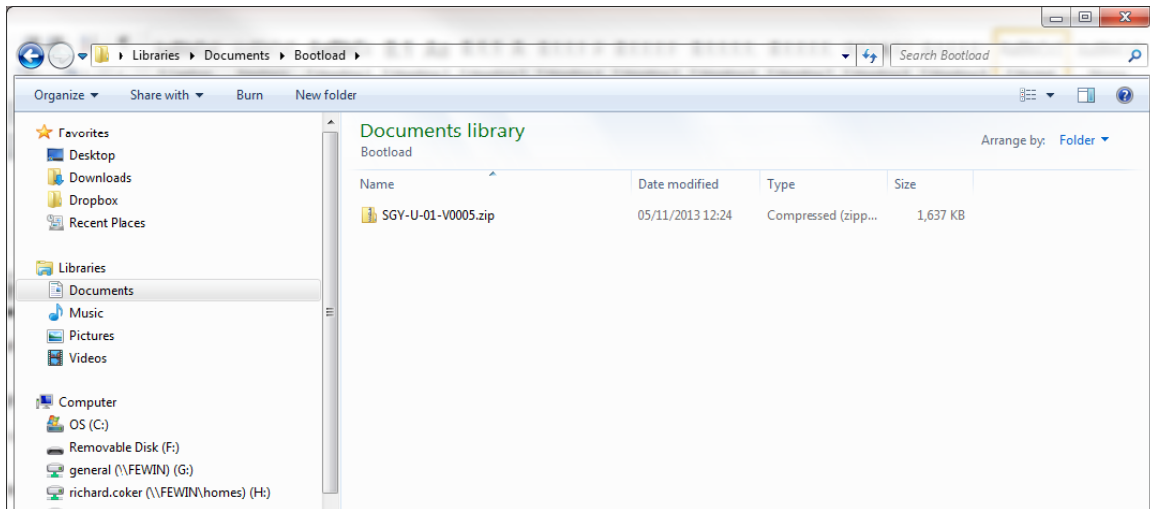 Libraries Documents Bootload Search Bootload
Organize Share with Burn New folder
Favorites
Desktop
Downloads
Dropbox
Recent Places
Libraries
Documents
Music
Pictures
Videos
Computer
OS (C:)
Removable Disk (F:)
general (\\FEWIN) (G:)
richard.coker (\\FEWIN\homes) (H:)
Documents library
Bootload
Arrange by: Folder
Name Date modified Type Size
SGY-U-01-V0005.zip 05/11/2013 12:24 Compressed (zipp... 1,637 KB